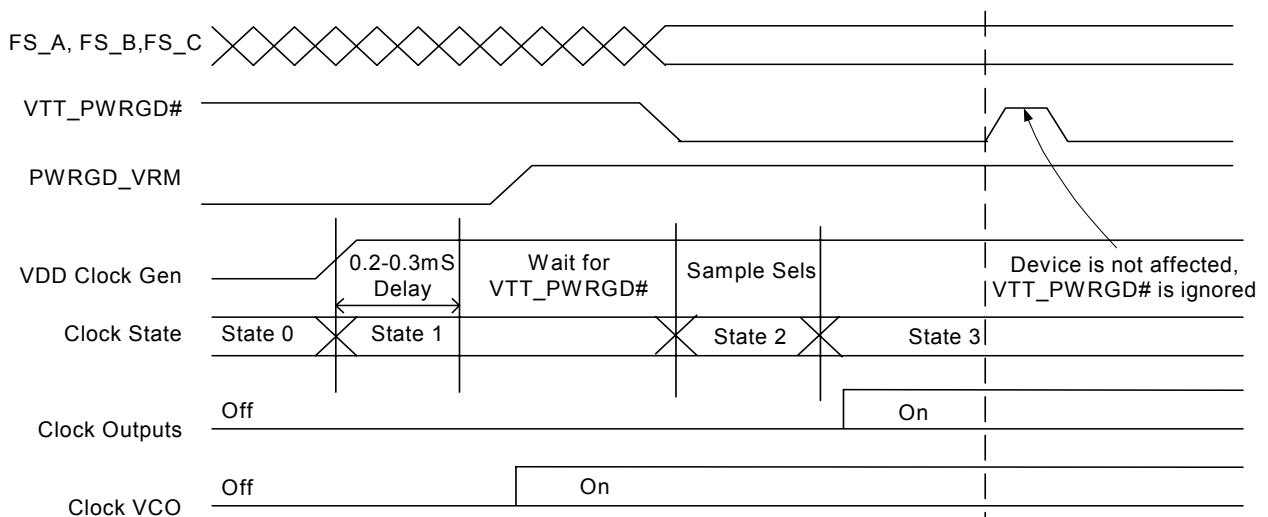 FS_A, FS_B,FS_C
VTT_PWRGD#
PWRGD_VRM
VDD Clock Gen
0.2-0.3mS
Delay
Wait for
VTT_PWRGD#
Sample Sels
Device is not affected,
VTT_PWRGD# is ignored
Clock State
State 0
State 1
State 2
State 3
Clock Outputs
Off
On
Clock VCO
Off
On